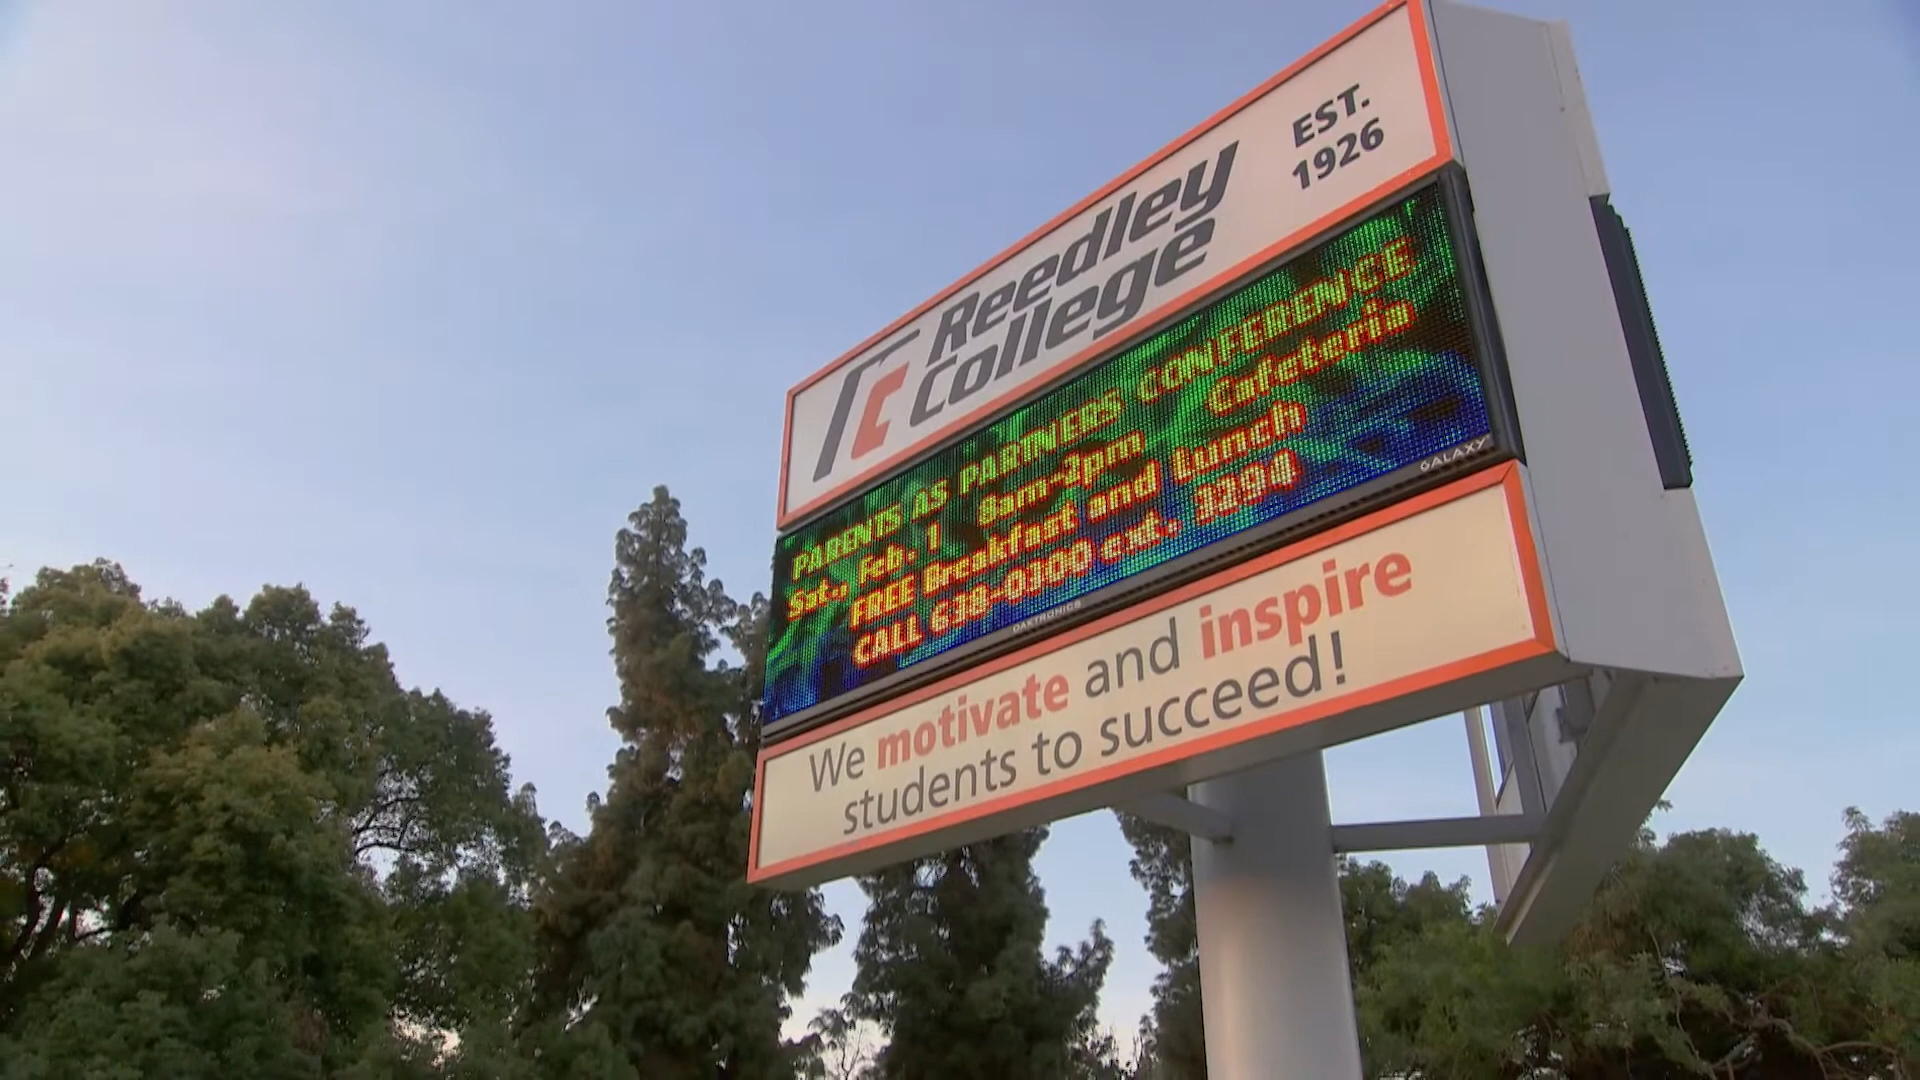 Reedley
College
EST.
1926
PARENTS AS PARTNERS CONFERENCE
Sat. Feb. 1 8am-2pm Cafeteria
FREE Breakfast and Lunch
CALL 638-0300 ext. 3294
DAKTRONICS
GALAXY
We motivate and inspire
students to succeed!